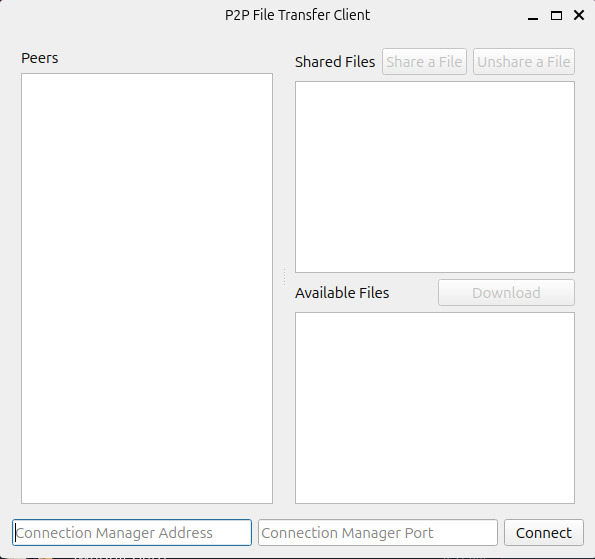 P2P File Transfer Client
Peers
Shared Files Share a File Unshare a File
Available Files Download
Connection Manager Address Connection Manager Port Connect